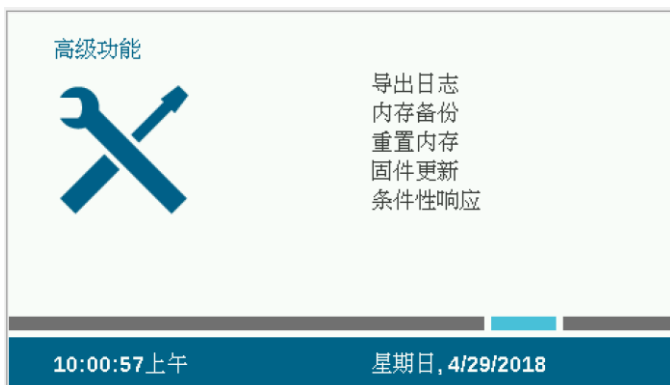 高级功能
导出日志
内存备份
重置内存
固件更新
条件性响应
10:00:57上午 星期日, 4/29/2018